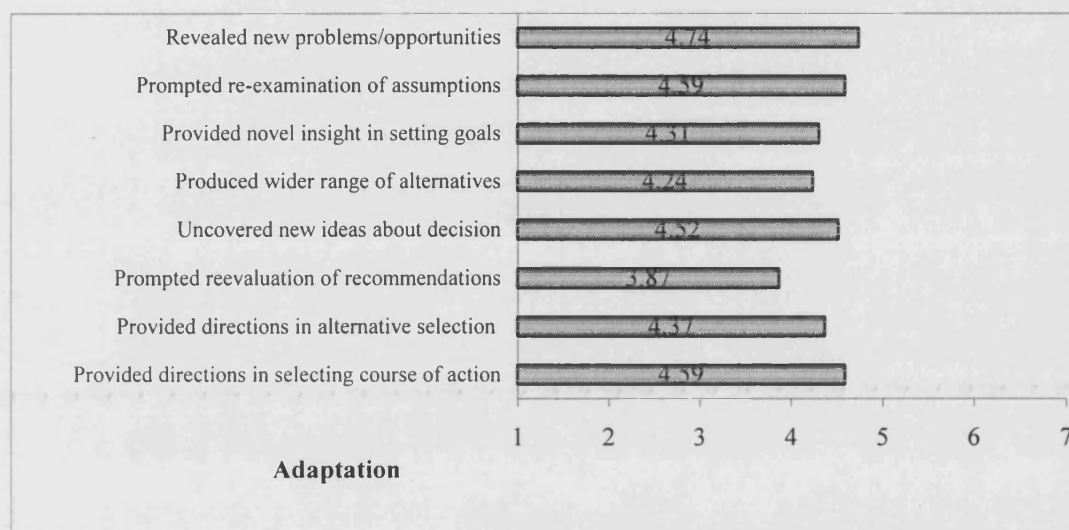 Revealed new problems/opportunities 4.74
Prompted re-examination of assumptions 4.59
Provided novel insight in setting goals 4.31
Produced wider range of alternatives 4.24
Uncovered new ideas about decision 4.52
Prompted reevaluation of recommendations 3.87
Provided directions in alternative selection 4.37
Provided directions in selecting course of action 4.59
1 2 3 4 5 6 7
Adaptation